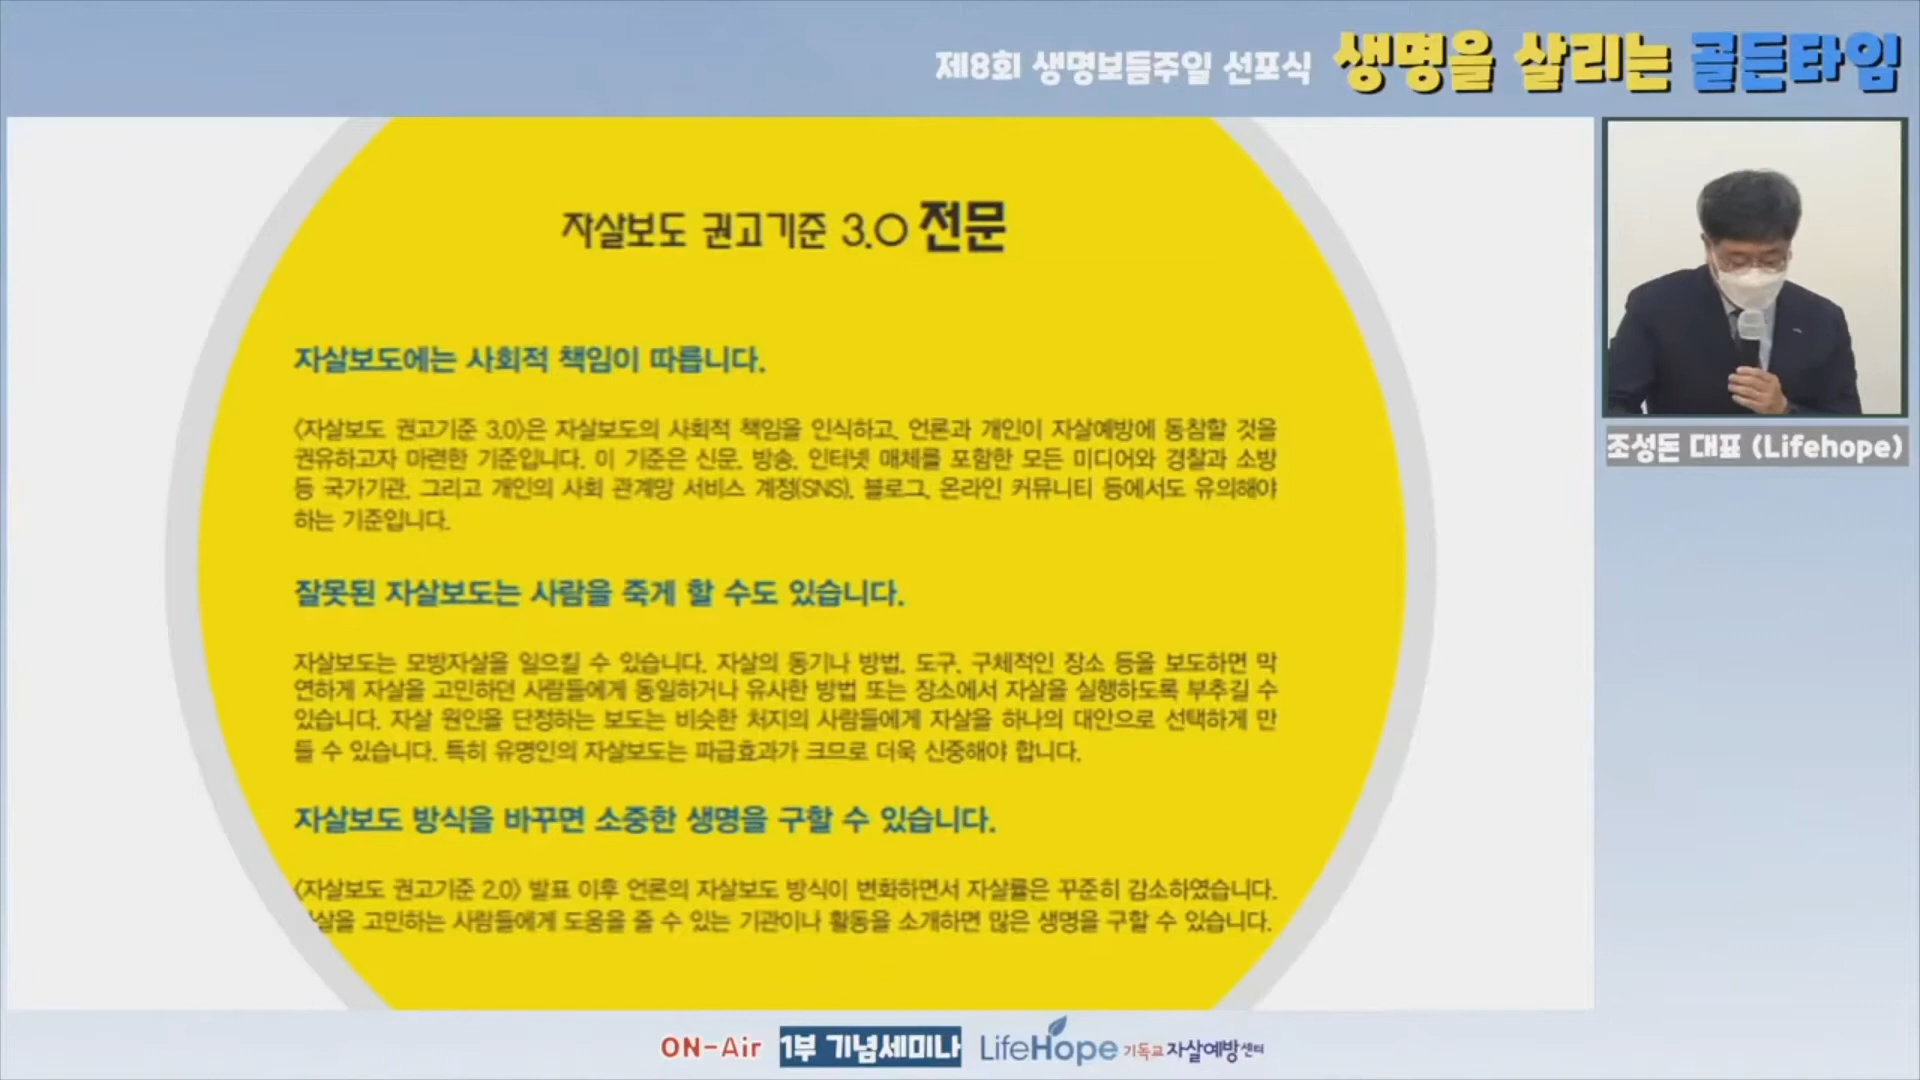 제8회 생명보듬주일 선포식 생명을 살리는 골든타임
자살보도 권고기준 3.0 전문
자살보도에는 사회적 책임이 따릅니다.
〈자살보도 권고기준 3.0〉은 자살보도의 사회적 책임을 인식하고, 언론과 개인이 자살예방에 동참할 것을
권유하고자 마련한 기준입니다. 이 기준은 신문, 방송, 인터넷 매체를 포함한 모든 미디어와 경찰과 소방
등 국가기관, 그리고 개인의 사회 관계망 서비스 계정(SNS), 블로그, 온라인 커뮤니티 등에서도 유의해야
하는 기준입니다.
잘못된 자살보도는 사람을 죽게 할 수도 있습니다.
자살보도는 모방자살을 일으킬 수 있습니다. 자살의 동기나 방법, 도구, 구체적인 장소 등을 보도하면 막
연하게 자살을 고민하던 사람들에게 동일하거나 유사한 방법 또는 장소에서 자살을 실행하도록 부추길 수
있습니다. 자살 원인을 단정하는 보도는 비슷한 처지의 사람들에게 자살을 하나의 대안으로 선택하게 만
들 수 있습니다. 특히 유명인의 자살보도는 파급효과가 크므로 더욱 신중해야 합니다.
자살보도 방식을 바꾸면 소중한 생명을 구할 수 있습니다.
〈자살보도 권고기준 2.0〉 발표 이후 언론의 자살보도 방식이 변화하면서 자살률은 꾸준히 감소하였습니다.
자살을 고민하는 사람들에게 도움을 줄 수 있는 기관이나 활동을 소개하면 많은 생명을 구할 수 있습니다.
조성돈 대표 (Lifehope)
ON-Air 1부 기념세미나 LifeHope 기독교 자살예방센터